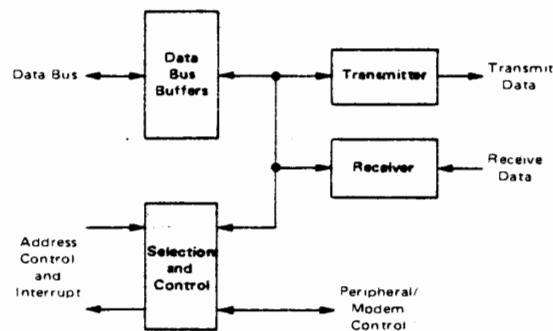 Data
Bus
Buffers
Data Bus
Transmitter
Transmit
Data
Receiver
Receive
Data
Address
Control
and
Interrupt
Selection
and
Control
Peripheral/
Modem
Control